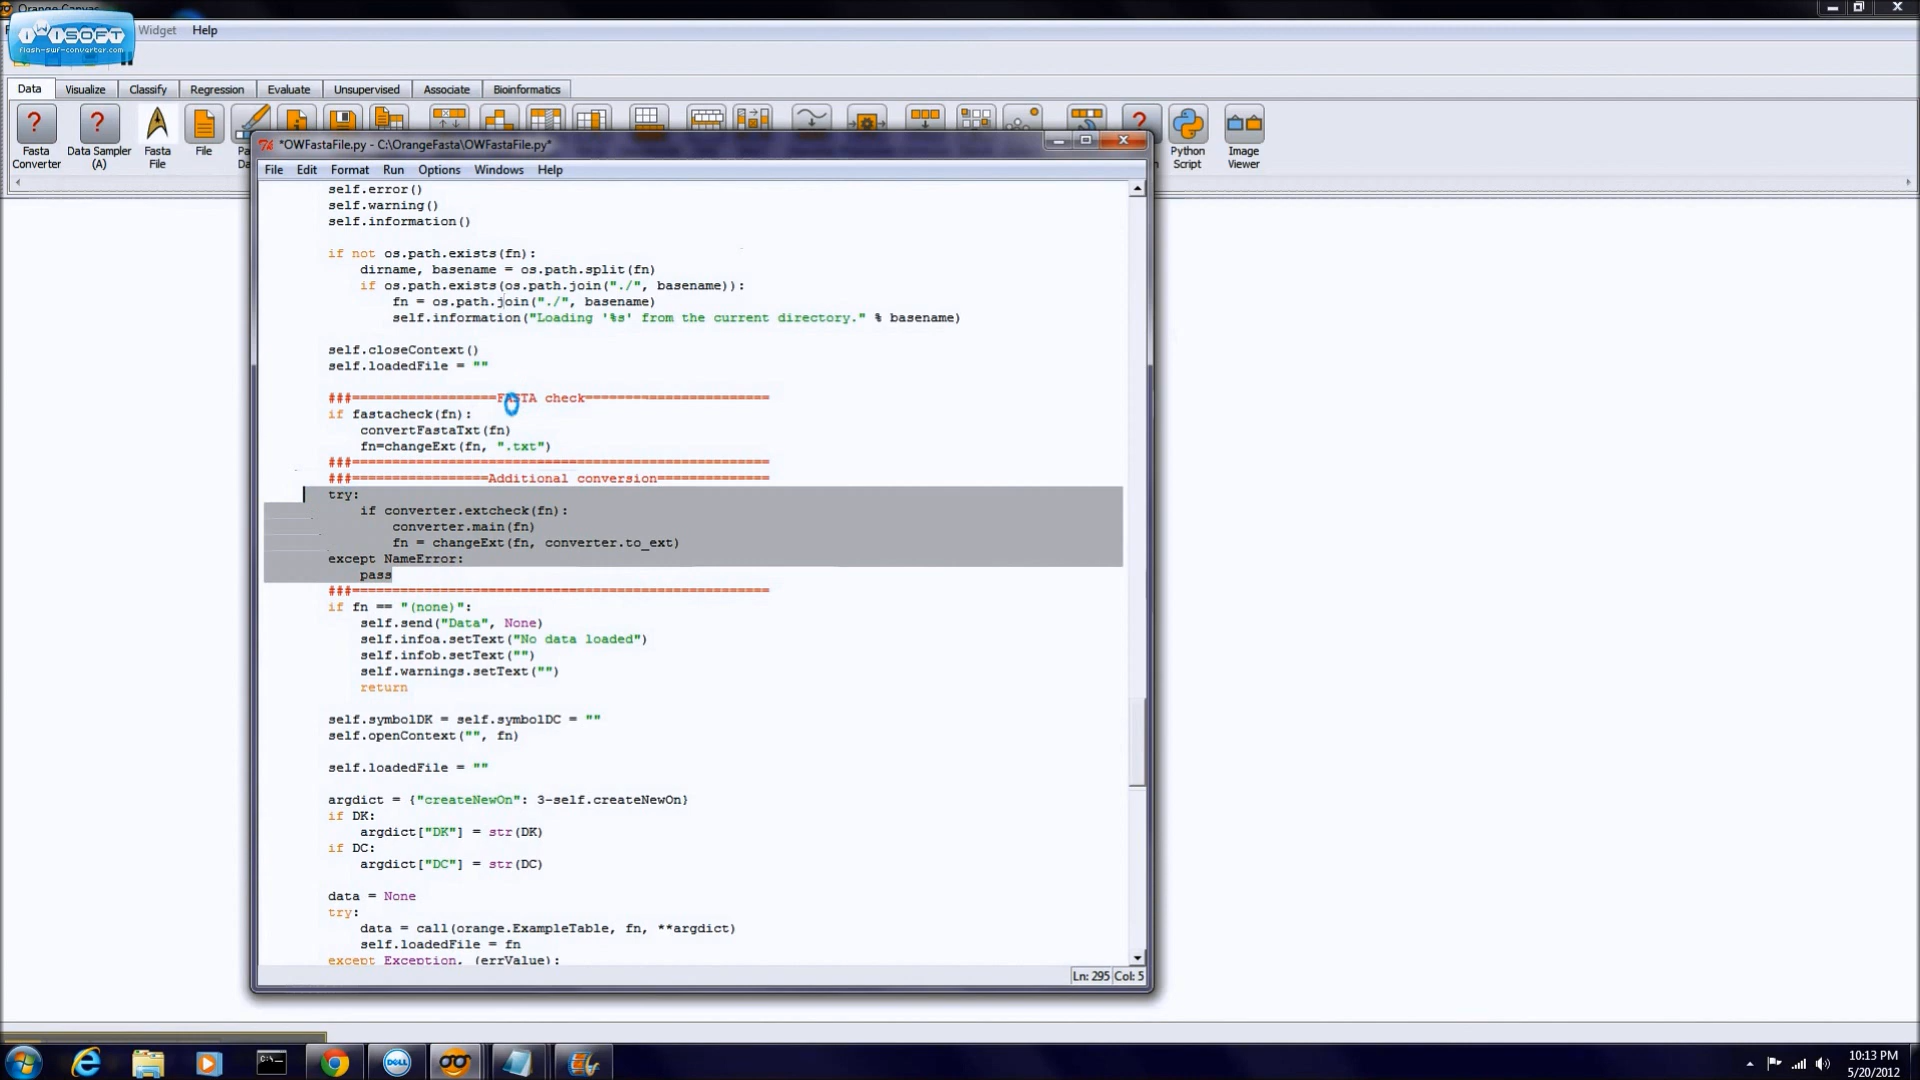 Orange Canvas
iWiSOFT
flash-swf-converter.com
Widget Help
Data Visualize Classify Regression Evaluate Unsupervised Associate Bioinformatics
Fasta Converter
Data Sampler (A)
Fasta File
File
Python Script
Image Viewer
*OWFastaFile.py - C:\OrangeFasta\OWFastaFile.py*
File Edit Format Run Options Windows Help
self.error()
self.warning()
self.information()
if not os.path.exists(fn):
dirname, basename = os.path.split(fn)
if os.path.exists(os.path.join("./", basename)):
fn = os.path.join("./", basename)
self.information("Loading '%s' from the current directory." % basename)
self.closeContext()
self.loadedFile = ""
###==================FASTA check=======================
if fastacheck(fn):
convertFastaTxt(fn)
fn=changeExt(fn, ".txt")
###====================================================
###=================Additional conversion==============
try:
if converter.extcheck(fn):
converter.main(fn)
fn = changeExt(fn, converter.to_ext)
except NameError:
pass
###====================================================
if fn == "(none)":
self.send("Data", None)
self.infoa.setText("No data loaded")
self.infob.setText("")
self.warnings.setText("")
return
self.symbolDK = self.symbolDC = ""
self.openContext("", fn)
self.loadedFile = ""
argdict = {"createNewOn": 3-self.createNewOn}
if DK:
argdict["DK"] = str(DK)
if DC:
argdict["DC"] = str(DC)
data = None
try:
data = call(orange.ExampleTable, fn, **argdict)
self.loadedFile = fn
except Exception, (errValue):
Ln: 295 Col: 5
DELL
10:13 PM
5/20/2012